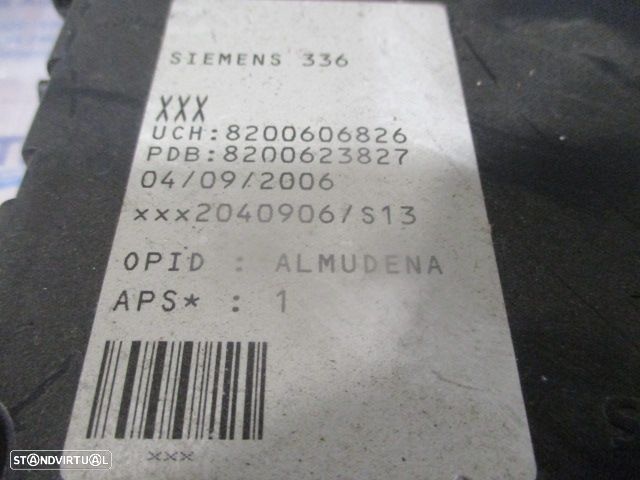 SIEMENS 336
XXX
UCH:8200606826
PDB:8200623827
04/09/2006
xxx2040906/S13
OPID : ALMUDENA
APS* : 1
xxx
STANDVIRTUAL